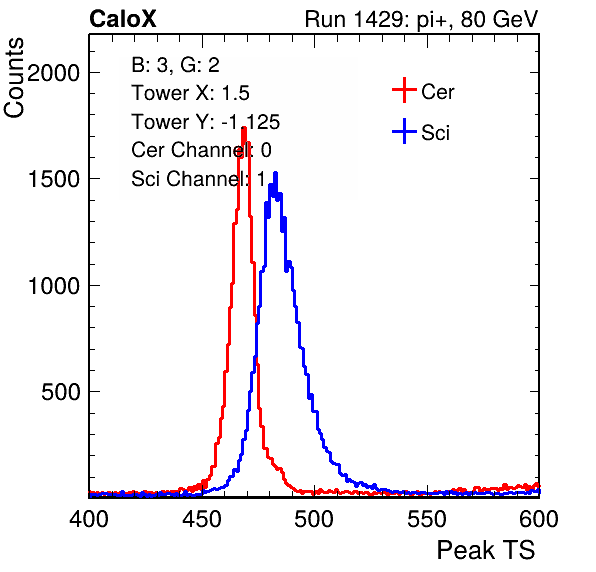 CaloX Run 1429: pi+, 80 GeV
Counts
B: 3, G: 2
Tower X: 1.5
Tower Y: -1.125
Cer Channel: 0
Sci Channel: 1
Cer
Sci
2000
1500
1000
500
400 450 500 550 600
Peak TS